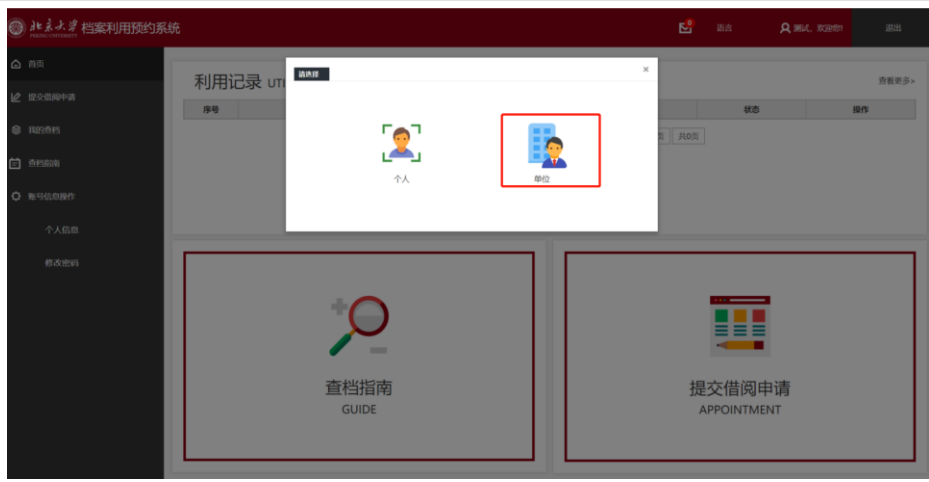 北京大学 档案利用预约系统
PEKING UNIVERSITY
0
语言
测试，欢迎您!
退出
首页
提交借阅申请
我的查档
查档指南
账号信息操作
个人信息
修改密码
利用记录 UTI
查看更多>
序号
状态
操作
页 共0页
请选择
×
个人
单位
查档指南
GUIDE
提交借阅申请
APPOINTMENT